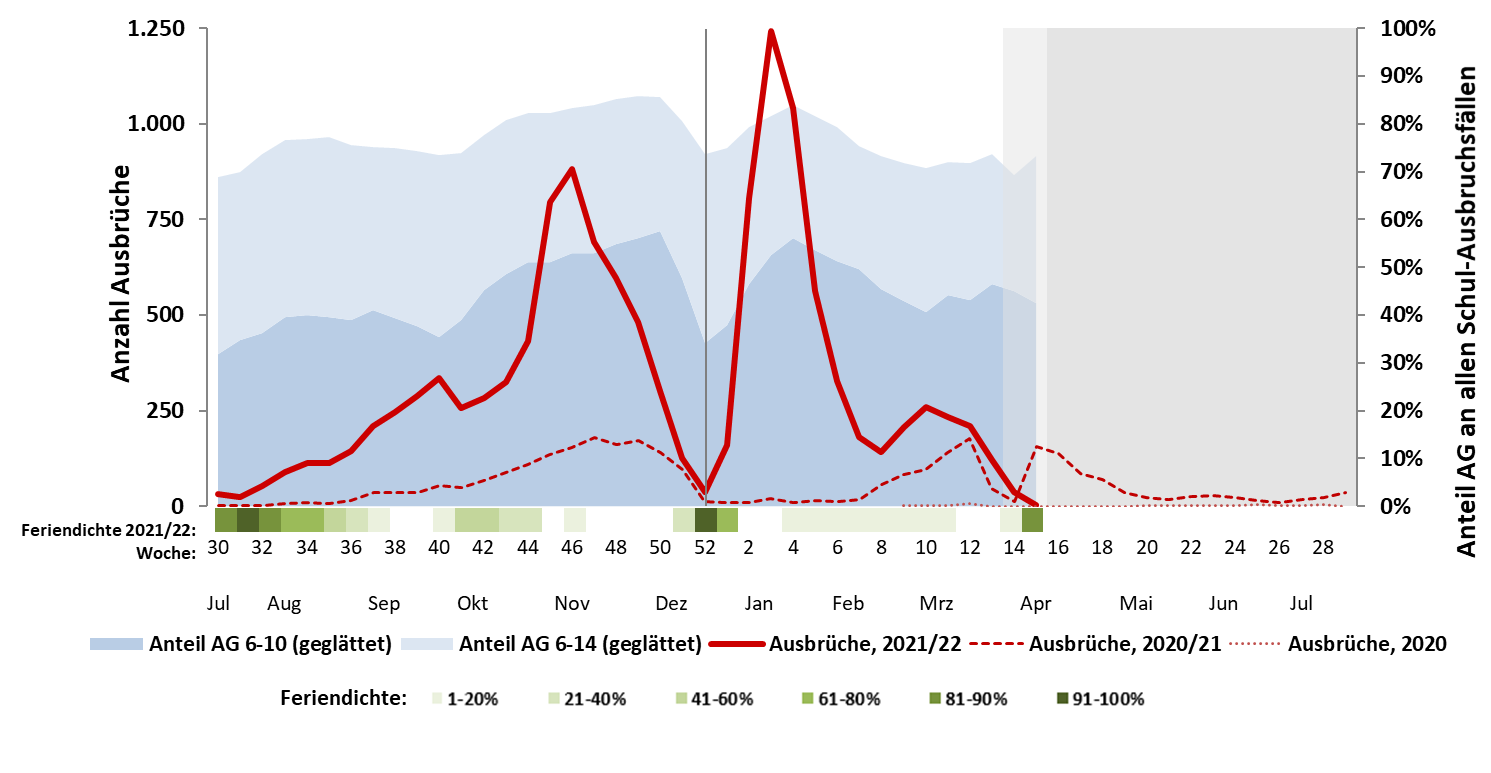 Anzahl Ausbrüche
1.250
1.000
750
500
250
0
100%
90%
80%
70%
60%
50%
40%
30%
20%
10%
0%
Anteil AG an allen Schul-Ausbruchsfällen
Feriendichte 2021/22:
Woche: 30 32 34 36 38 40 42 44 46 48 50 52 2 4 6 8 10 12 14 16 18 20 22 24 26 28
Jul Aug Sep Okt Nov Dez Jan Feb Mrz Apr Mai Jun Jul
Anteil AG 6-10 (geglättet) Anteil AG 6-14 (geglättet) Ausbrüche, 2021/22 Ausbrüche, 2020/21 Ausbrüche, 2020
Feriendichte: 1-20% 21-40% 41-60% 61-80% 81-90% 91-100%